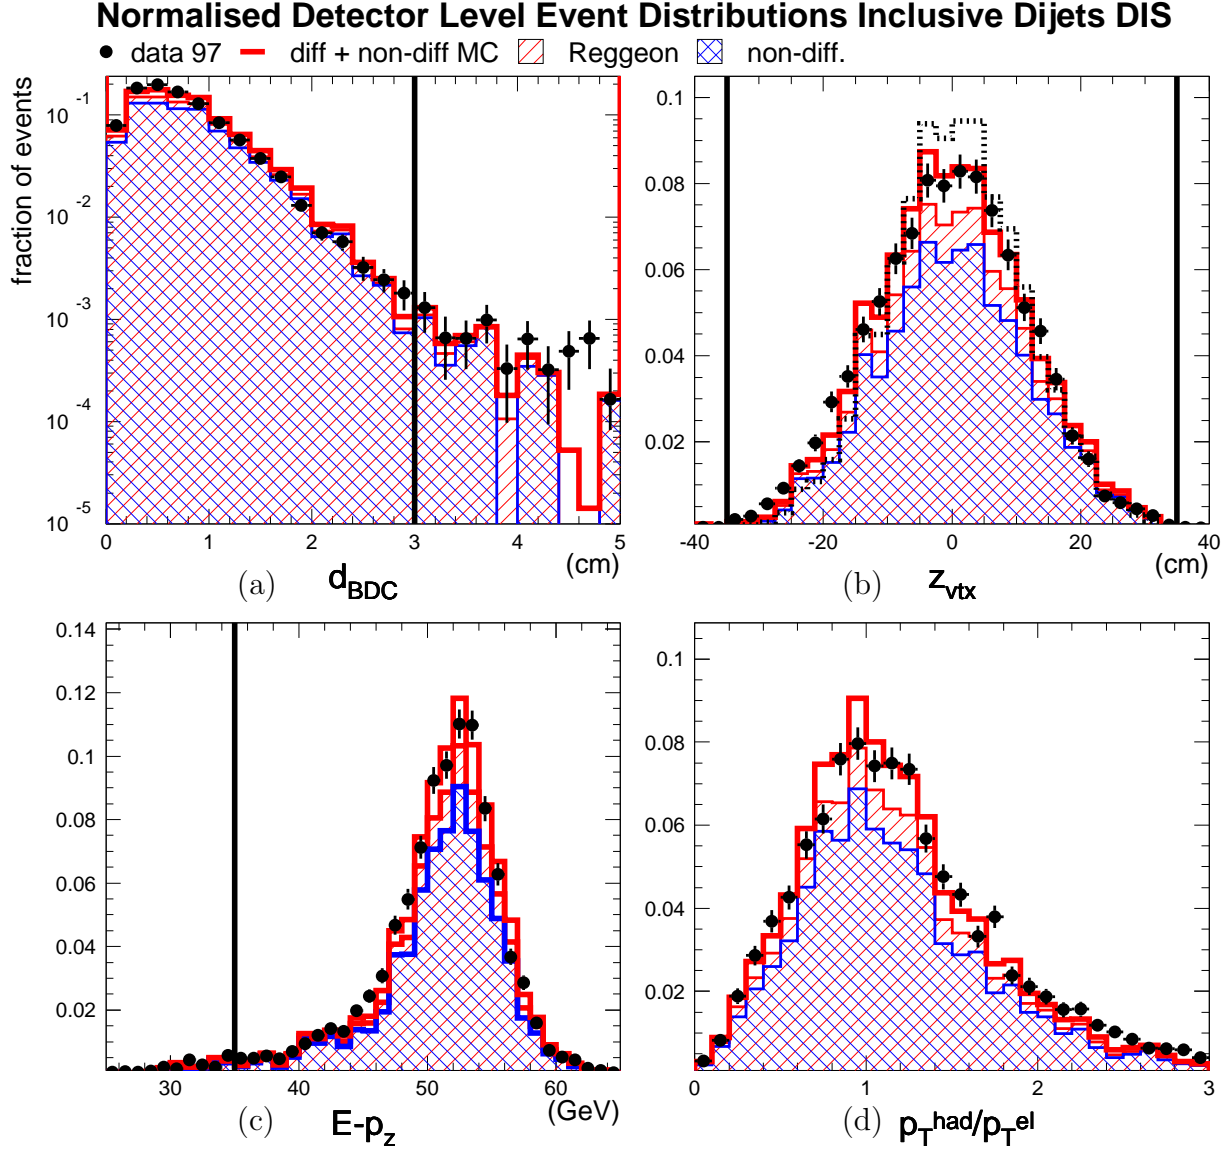 Normalised Detector Level Event Distributions Inclusive Dijets DIS
data 97 diff + non-diff MC Reggeon non-diff.
fraction of events
10^-1
10^-2
10^-3
10^-4
10^-5
0 1 2 3 4 5
(cm)
(a) d_BDC
0.1
0.08
0.06
0.04
0.02
-40 -20 0 20 40
(cm)
(b) z_vtx
0.14
0.12
0.1
0.08
0.06
0.04
0.02
30 40 50 60
(GeV)
(c) E-p_z
0.1
0.08
0.06
0.04
0.02
0 1 2 3
(d) p_T^had/p_T^el